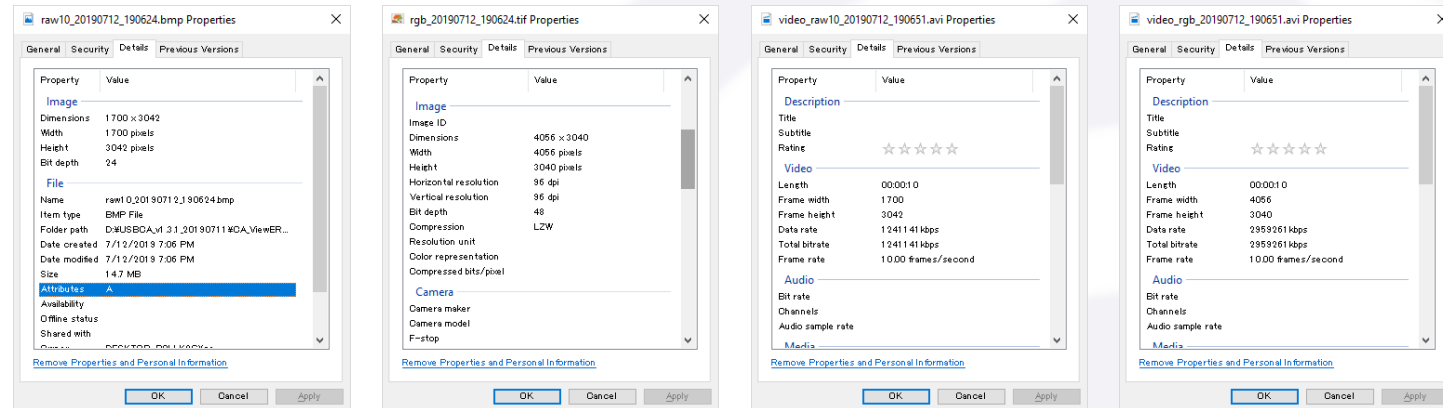 raw10_20190712_190624.bmp Properties
General Security Details Previous Versions
Property Value
Image
Dimensions 1700 x 3042
Width 1700 pixels
Height 3042 pixels
Bit depth 24
File
Name raw10_20190712_190624.bmp
Item type BMP File
Folder path D:¥USBCA_v1.3.1_20190711¥CA_ViewER...
Date created 7/12/2019 7:06 PM
Date modified 7/12/2019 7:06 PM
Size 14.7 MB
Attributes A
Availability
Offline status
Shared with
Remove Properties and Personal Information
OK Cancel Apply
rgb_20190712_190624.tif Properties
General Security Details Previous Versions
Property Value
Image
Image ID
Dimensions 4056 x 3040
Width 4056 pixels
Height 3040 pixels
Horizontal resolution 96 dpi
Vertical resolution 96 dpi
Bit depth 48
Compression LZW
Resolution unit
Color representation
Compressed bits/pixel
Camera
Camera maker
Camera model
F-stop
Remove Properties and Personal Information
OK Cancel Apply
video_raw10_20190712_190651.avi Properties
General Security Details Previous Versions
Property Value
Description
Title
Subtitle
Rating
Video
Length 00:00:10
Frame width 1700
Frame height 3042
Data rate 1241141kbps
Total bitrate 1241141kbps
Frame rate 10.00 frames/second
Audio
Bit rate
Channels
Audio sample rate
Media
Remove Properties and Personal Information
OK Cancel Apply
video_rgb_20190712_190651.avi Properties
General Security Details Previous Versions
Property Value
Description
Title
Subtitle
Rating
Video
Length 00:00:10
Frame width 4056
Frame height 3040
Data rate 2959261kbps
Total bitrate 2959261kbps
Frame rate 10.00 frames/second
Audio
Bit rate
Channels
Audio sample rate
Media
Remove Properties and Personal Information
OK Cancel Apply